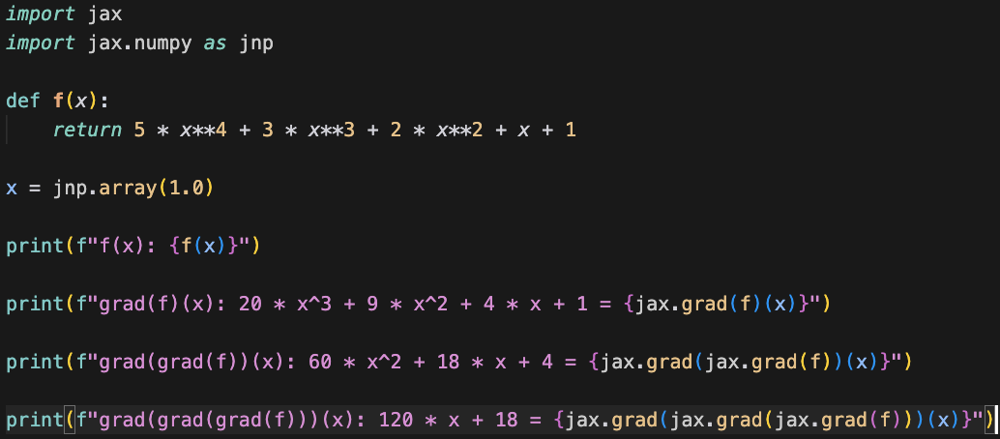 import jax
import jax.numpy as jnp
def f(x):
    return 5 * x**4 + 3 * x**3 + 2 * x**2 + x + 1
x = jnp.array(1.0)
print(f"f(x): {f(x)}")
print(f"grad(f)(x): 20 * x^3 + 9 * x^2 + 4 * x + 1 = {jax.grad(f)(x)}")
print(f"grad(grad(f))(x): 60 * x^2 + 18 * x + 4 = {jax.grad(jax.grad(f))(x)}")
print(f"grad(grad(grad(f)))(x): 120 * x + 18 = {jax.grad(jax.grad(jax.grad(f)))(x)}")